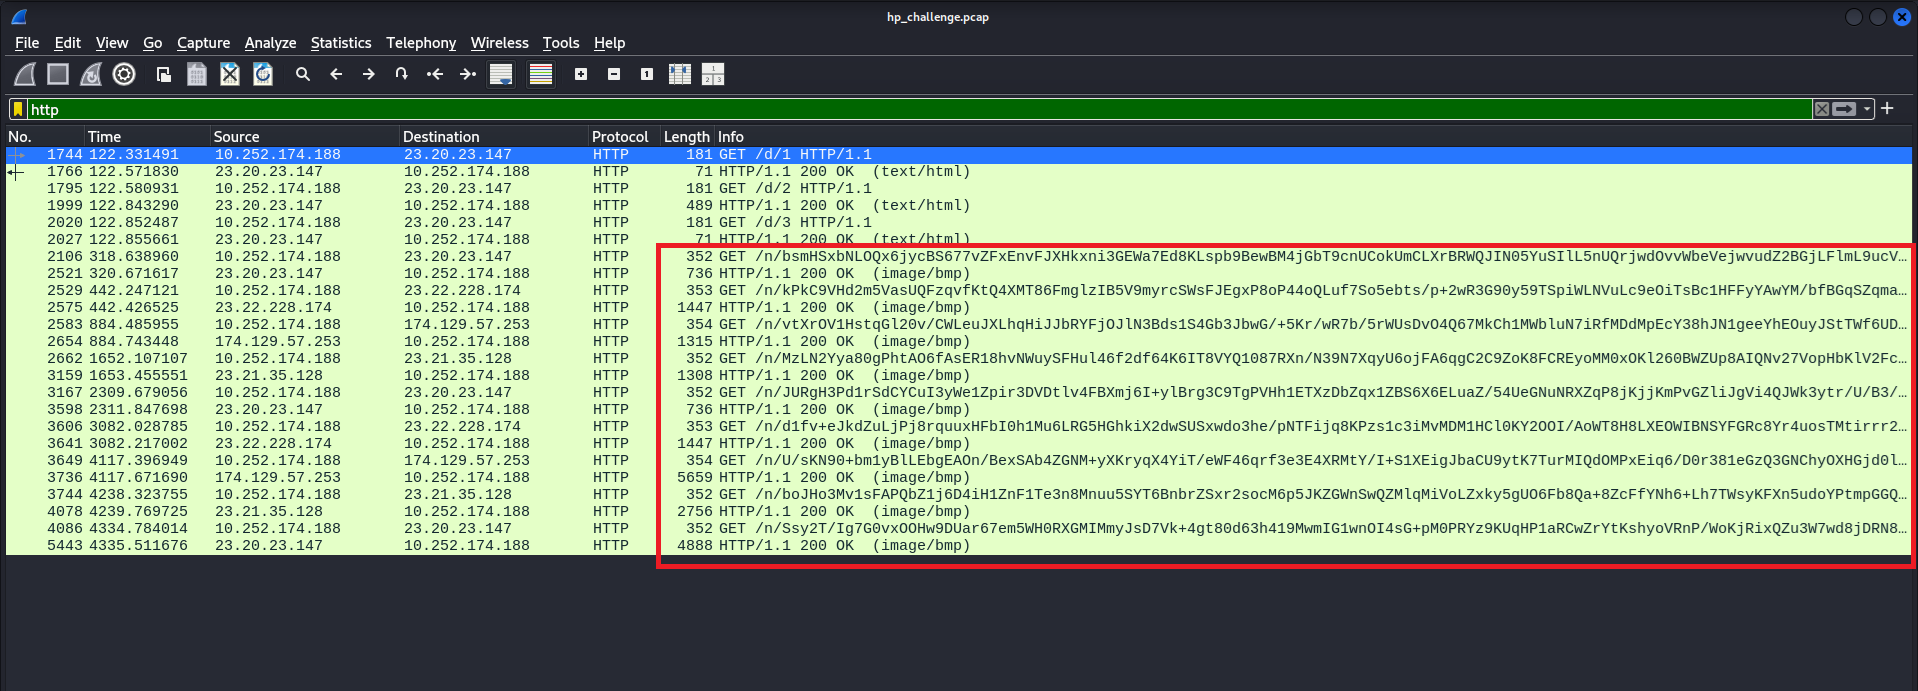 hp_challenge.pcap
File Edit View Go Capture Analyze Statistics Telephony Wireless Tools Help
http
No. Time Source Destination Protocol Length Info
1744 122.331491 10.252.174.188 23.20.23.147 HTTP 181 GET /d/1 HTTP/1.1
1766 122.571830 23.20.23.147 10.252.174.188 HTTP 71 HTTP/1.1 200 OK (text/html)
1795 122.580931 10.252.174.188 23.20.23.147 HTTP 181 GET /d/2 HTTP/1.1
1999 122.843290 23.20.23.147 10.252.174.188 HTTP 489 HTTP/1.1 200 OK (text/html)
2020 122.852487 10.252.174.188 23.20.23.147 HTTP 181 GET /d/3 HTTP/1.1
2027 122.855661 23.20.23.147 10.252.174.188 HTTP 71 HTTP/1.1 200 OK (text/html)
2106 318.638960 10.252.174.188 23.20.23.147 HTTP 352 GET /n/bsmHSxbNLOQx6jycBS677vZFxEnvFJXHkxni3GEWa7Ed8KLspb9BewBM4jGbT9cnUCokUmCLXrBRWQJIN05YuSIlL5nUQrjwdOvvWbeVejwvudZ2BGjLFlmL9ucV…
2521 320.671617 23.20.23.147 10.252.174.188 HTTP 736 HTTP/1.1 200 OK (image/bmp)
2529 442.247121 10.252.174.188 23.22.228.174 HTTP 353 GET /n/kPkC9VHd2m5VasUQFzqvfKtQ4XMT86FmglzIB5V9myrcSWsFJEgxP8oP44oQLuf7So5ebts/p+2wR3G90y59TSpiWLNVuLc9eOiTsBc1HFFyYAwYM/bfBGqSZqma…
2575 442.426525 23.22.228.174 10.252.174.188 HTTP 1447 HTTP/1.1 200 OK (image/bmp)
2583 884.485955 10.252.174.188 174.129.57.253 HTTP 354 GET /n/vtXrOV1HstqGl20v/CWLeuJXLhqHiJJbRYFjOJlN3Bds1S4Gb3JbwG/+5Kr/wR7b/5rWUsDvO4Q67MkCh1MWbluN7iRfMDdMpEcY38hJN1geeYhEOuyJStTWf6UD…
2654 884.743448 174.129.57.253 10.252.174.188 HTTP 1315 HTTP/1.1 200 OK (image/bmp)
2662 1652.107107 10.252.174.188 23.21.35.128 HTTP 352 GET /n/MzLN2Yya80gPhtAO6fAsER18hvNWuySFHul46f2df64K6IT8VYQ1087RXn/N39N7XqyU6ojFA6qgC2C9ZoK8FCREyoMM0xOKl260BWZUp8AIQNv27VopHbKlV2Fc…
3159 1653.455551 23.21.35.128 10.252.174.188 HTTP 1308 HTTP/1.1 200 OK (image/bmp)
3167 2309.679056 10.252.174.188 23.20.23.147 HTTP 352 GET /n/JURgH3Pd1rSdCYCuI3yWe1Zpir3DVDtlv4FBXmj6I+ylBrg3C9TgPVHh1ETXzDbZqx1ZBS6X6ELuaZ/54UeGNuNRXZqP8jKjjKmPvGZliJgVi4QJWk3ytr/U/B3/…
3598 2311.847698 23.20.23.147 10.252.174.188 HTTP 736 HTTP/1.1 200 OK (image/bmp)
3606 3082.028785 10.252.174.188 23.22.228.174 HTTP 353 GET /n/d1fv+eJkdZuLjPj8rquuxHFbI0h1Mu6LRG5HGhkiX2dwSUSxwdo3he/pNTFijq8KPzs1c3iMvMDM1HCl0KY2OOI/AoWT8H8LXEOWIBNSYFGRc8Yr4uosTMtirrr2…
3641 3082.217002 23.22.228.174 10.252.174.188 HTTP 1447 HTTP/1.1 200 OK (image/bmp)
3649 4117.396949 10.252.174.188 174.129.57.253 HTTP 354 GET /n/U/sKN90+bm1yBlLEbgEAOn/BexSAb4ZGNM+yXKryqX4YiT/eWF46qrf3e3E4XRMtY/I+S1XEigJbaCU9ytK7TurMIQdOMPxEiq6/D0r381eGzQ3GNChyOXHGjd0l…
3736 4117.671690 174.129.57.253 10.252.174.188 HTTP 5659 HTTP/1.1 200 OK (image/bmp)
3744 4238.323755 10.252.174.188 23.21.35.128 HTTP 352 GET /n/boJHo3Mv1sFAPQbZ1j6D4iH1ZnF1Te3n8Mnuu5SYT6BnbrZSxr2socM6p5JKZGWnSwQZMlqMiVoLZxky5gUO6Fb8Qa+8ZcFfYNh6+Lh7TWsyKFXn5udoYPtmpGGQ…
4078 4239.769725 23.21.35.128 10.252.174.188 HTTP 2756 HTTP/1.1 200 OK (image/bmp)
4086 4334.784014 10.252.174.188 23.20.23.147 HTTP 352 GET /n/Ssy2T/Ig7G0vxOOHw9DUar67em5WH0RXGMIMmyJsD7Vk+4gt80d63h419MwmIG1wnOI4sG+pM0PRYz9KUqHP1aRCwZrYtKshyoVRnP/WoKjRixQZu3W7wd8jDRN8…
5443 4335.511676 23.20.23.147 10.252.174.188 HTTP 4888 HTTP/1.1 200 OK (image/bmp)